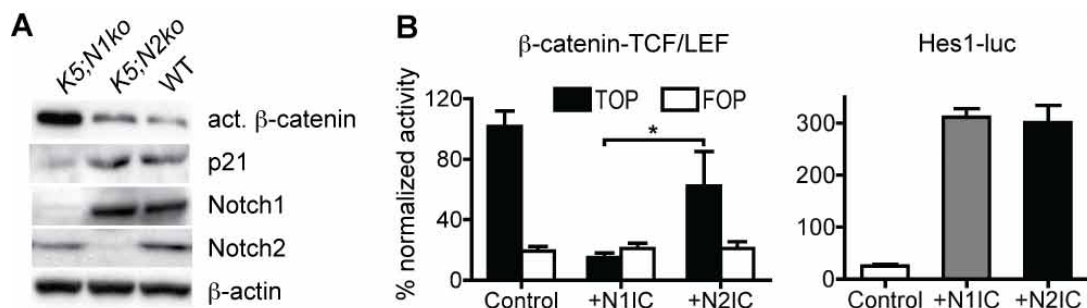 A
K5;N1ko
K5;N2ko
WT
act. β-catenin
p21
Notch1
Notch2
β-actin
B
β-catenin-TCF/LEF
Hes1-luc
TOP
FOP
*
% normalized activity
120
80
40
0
Control
+N1IC
+N2IC
300
200
100
0
Control
+N1IC
+N2IC